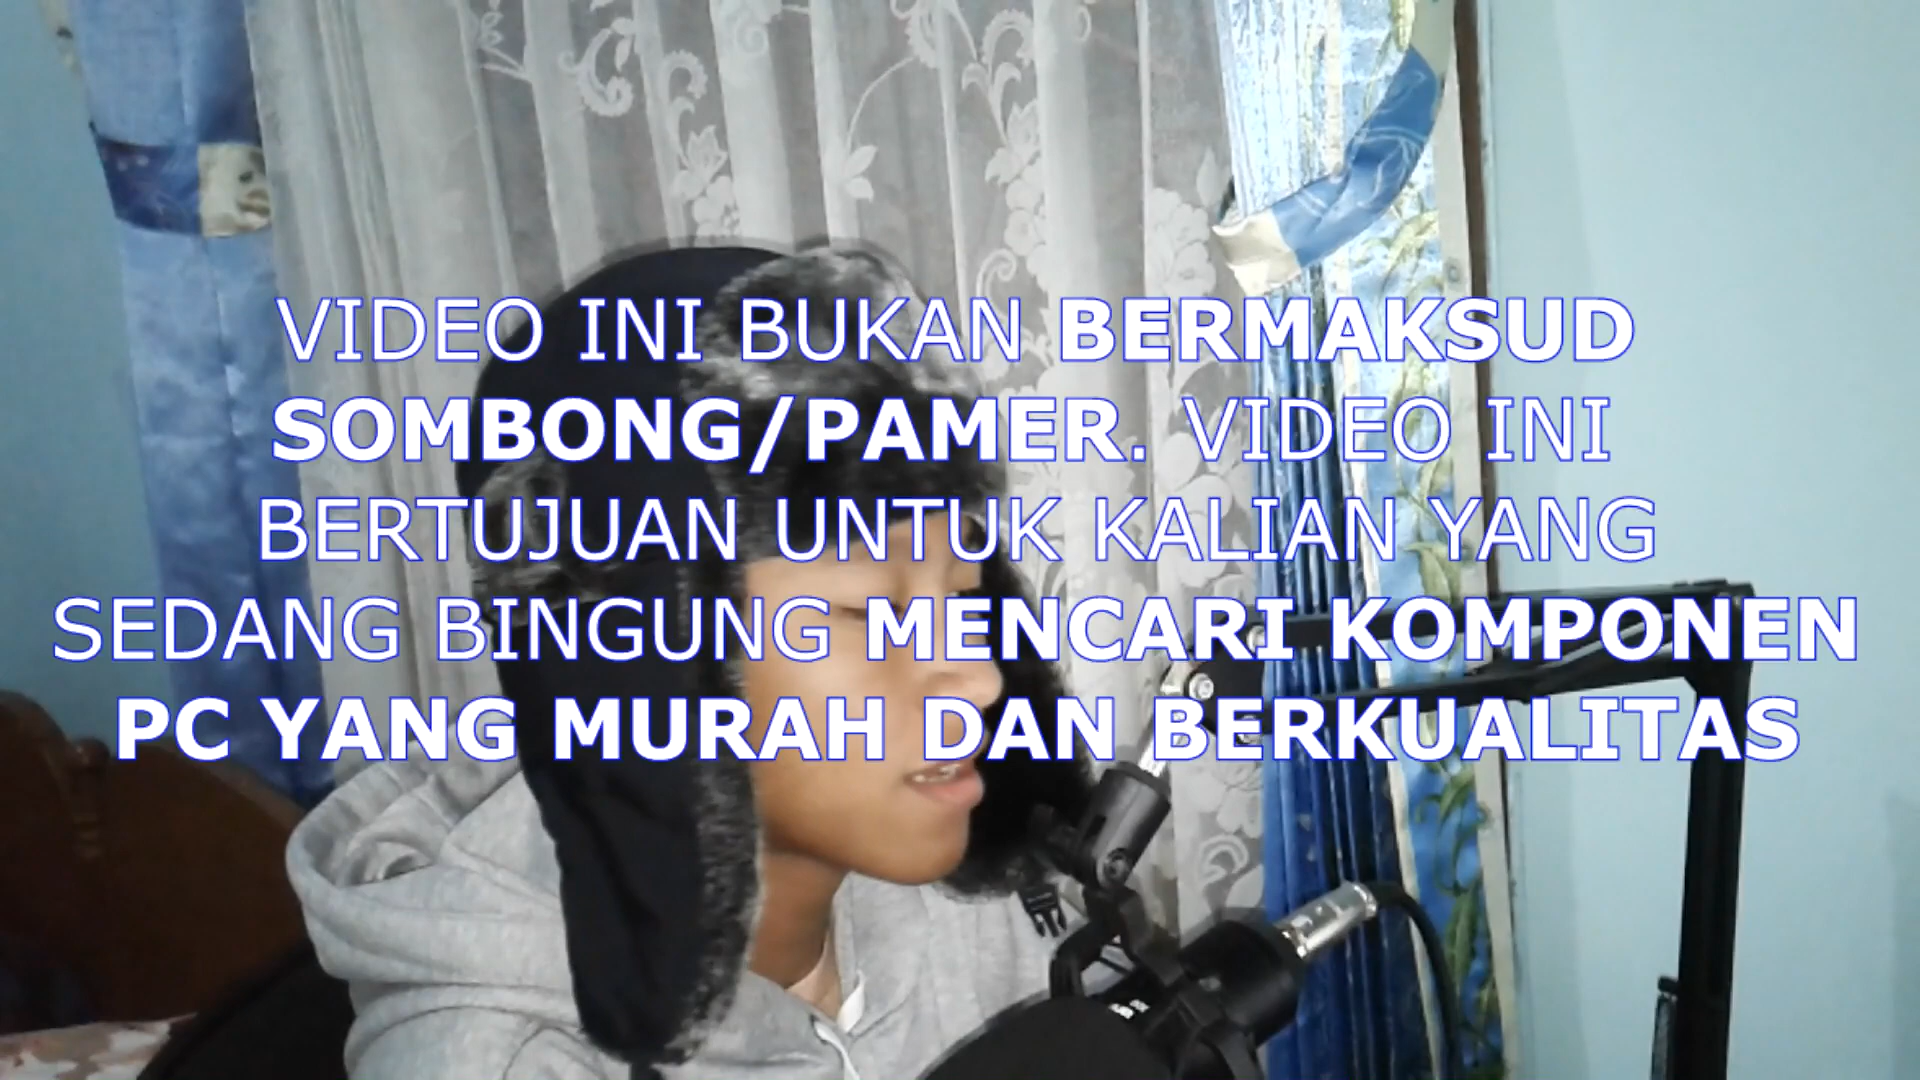 VIDEO INI BUKAN BERMAKSUD
SOMBONG/PAMER. VIDEO INI
BERTUJUAN UNTUK KALIAN YANG
SEDANG BINGUNG MENCARI KOMPONEN
PC YANG MURAH DAN BERKUALITAS